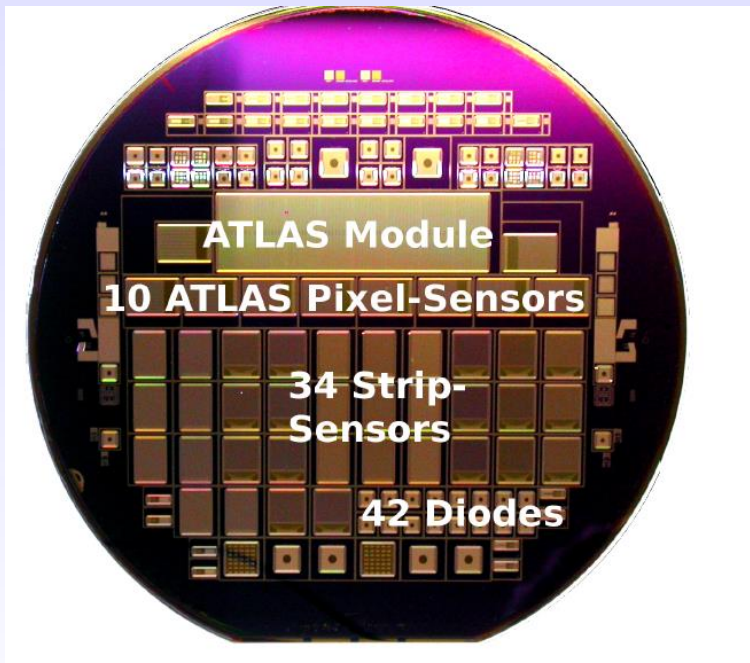 ATLAS Module
10 ATLAS Pixel-Sensors
34 Strip-
Sensors
42 Diodes